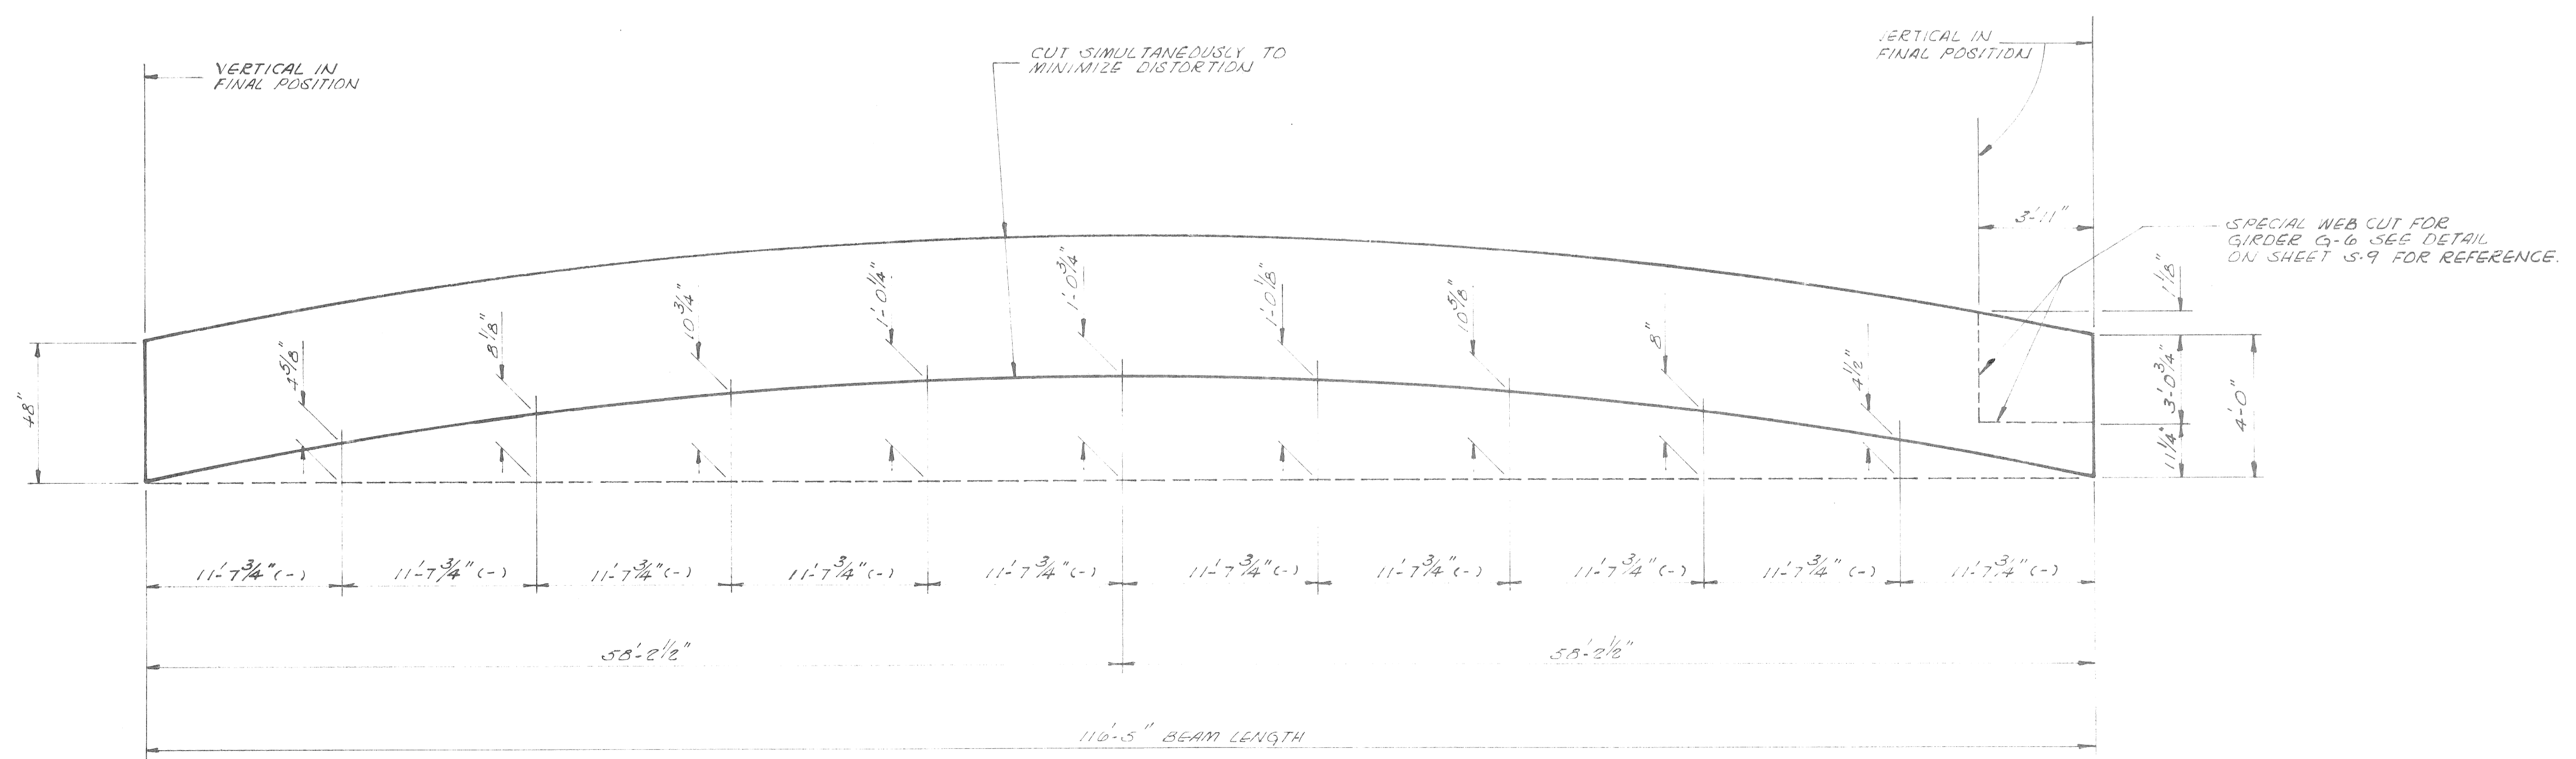 VERTICAL IN
FINAL POSITION
CUT SIMULTANEOUSLY TO
MINIMIZE DISTORTION
VERTICAL IN
FINAL POSITION
3'-11"
SPECIAL WEB CUT FOR
GIRDER G-6 SEE DETAIL
ON SHEET S-9 FOR REFERENCE.
48"
4 5/8"
8 1/8"
10 3/4"
1'-0 1/4"
1'-0 3/4"
1'-0 1/8"
10 5/8"
8"
4 1/2"
1 1/8"
3'-0 3/4"
11 1/4"
4'-0"
11'-7 3/4" (-)
11'-7 3/4" (-)
11'-7 3/4" (-)
11'-7 3/4" (-)
11'-7 3/4" (-)
11'-7 3/4" (-)
11'-7 3/4" (-)
11'-7 3/4" (-)
11'-7 3/4" (-)
11'-7 3/4" (-)
58'-2 1/2"
58'-2 1/2"
116'-5" BEAM LENGTH